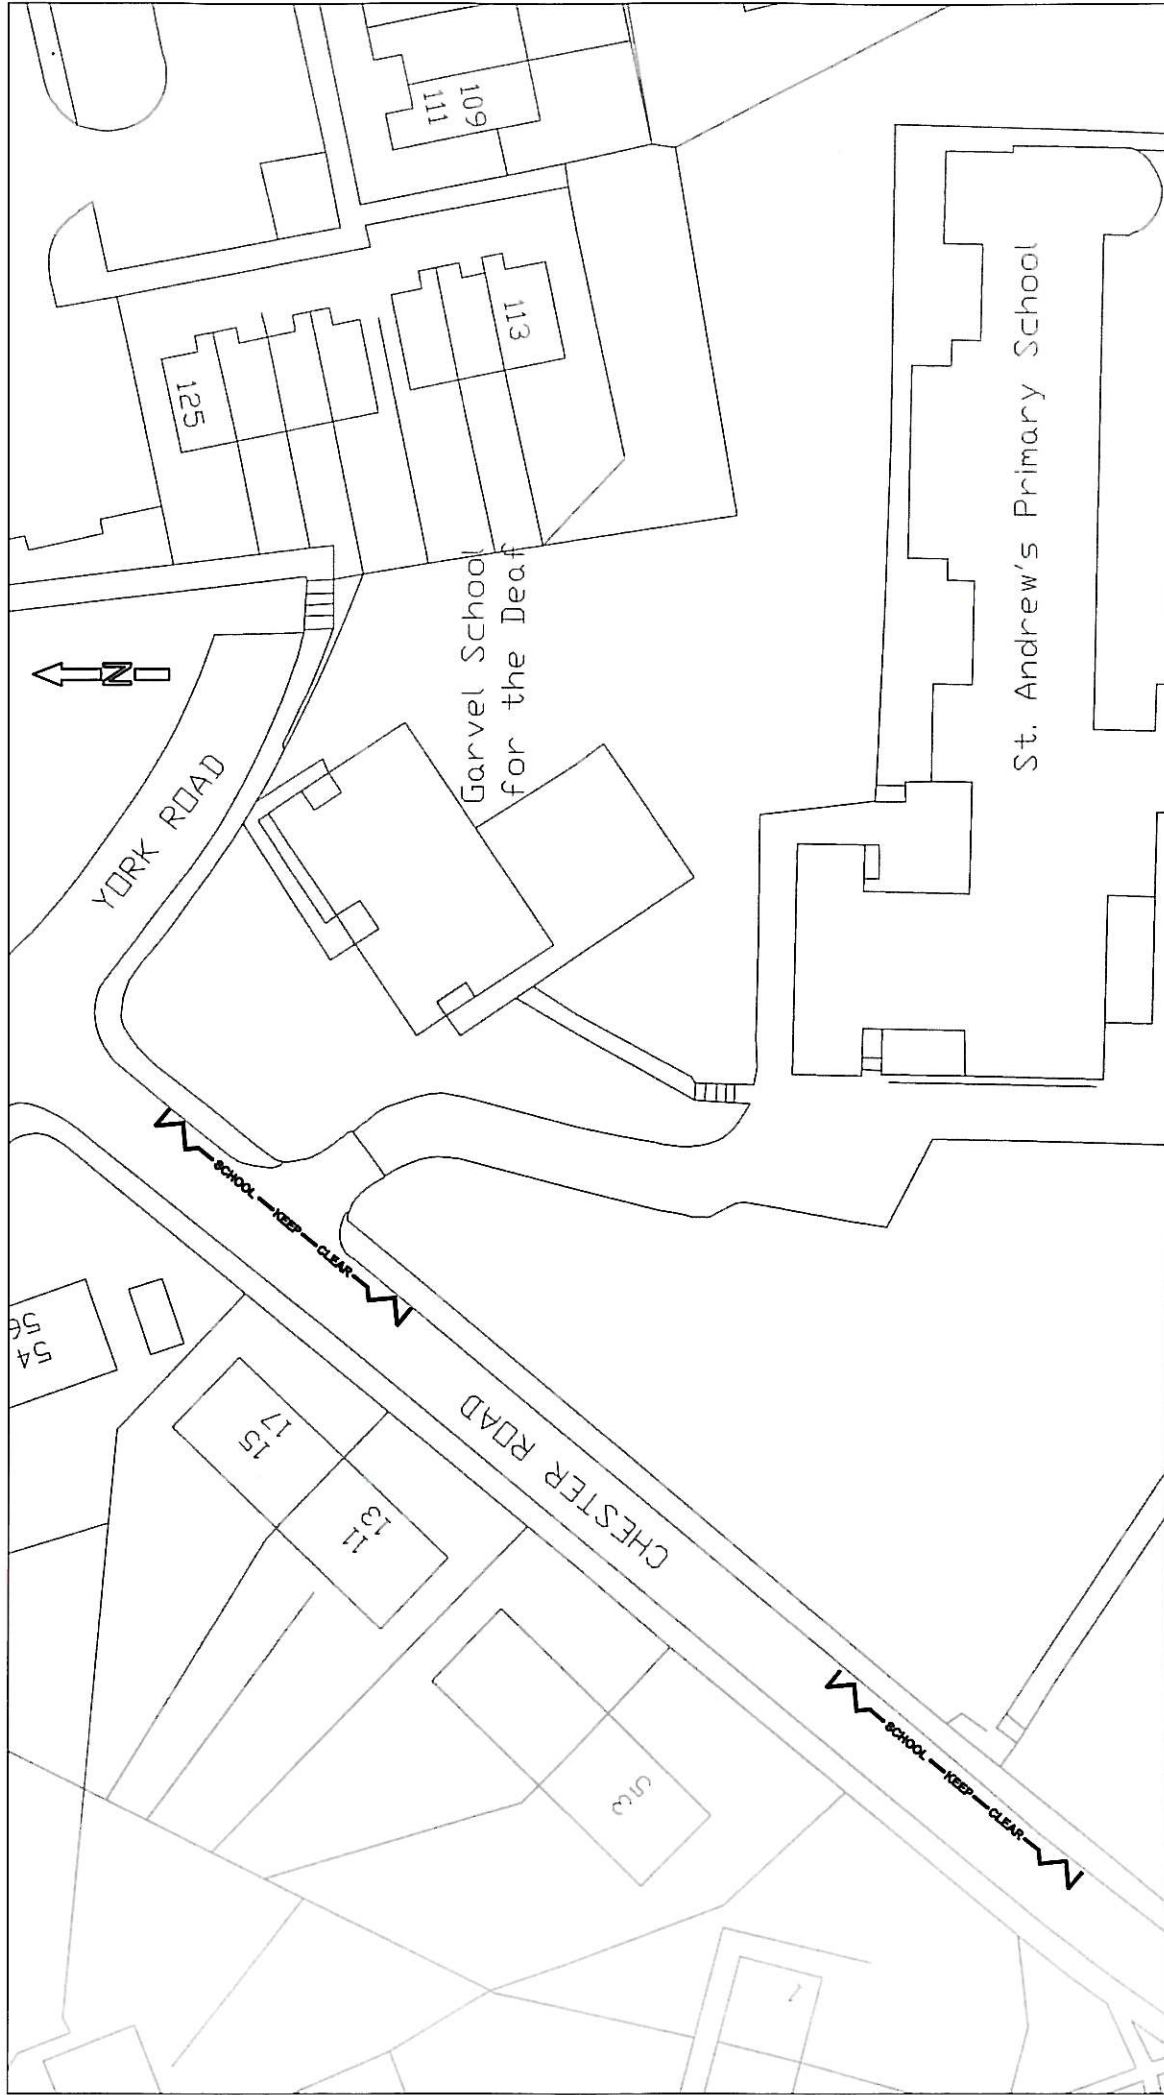 109
111
113
125
N
YORK ROAD
Garvel School
for the Deaf
St. Andrew's Primary School
SCHOOL KEEP CLEAR
54
56
15
17
11
13
CHESTER ROAD
53
SCHOOL KEEP CLEAR
1